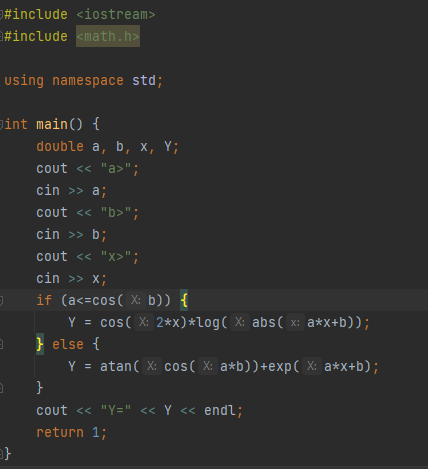 #include <iostream>
#include <math.h>
using namespace std;
int main() {
double a, b, x, Y;
cout << "a>";
cin >> a;
cout << "b>";
cin >> b;
cout << "x>";
cin >> x;
if (a<=cos( X: b)) {
Y = cos( X: 2*x)*log( X: abs( x: a*x+b));
} else {
Y = atan( X: cos( X: a*b))+exp( X: a*x+b);
}
cout << "Y=" << Y << endl;
return 1;
}